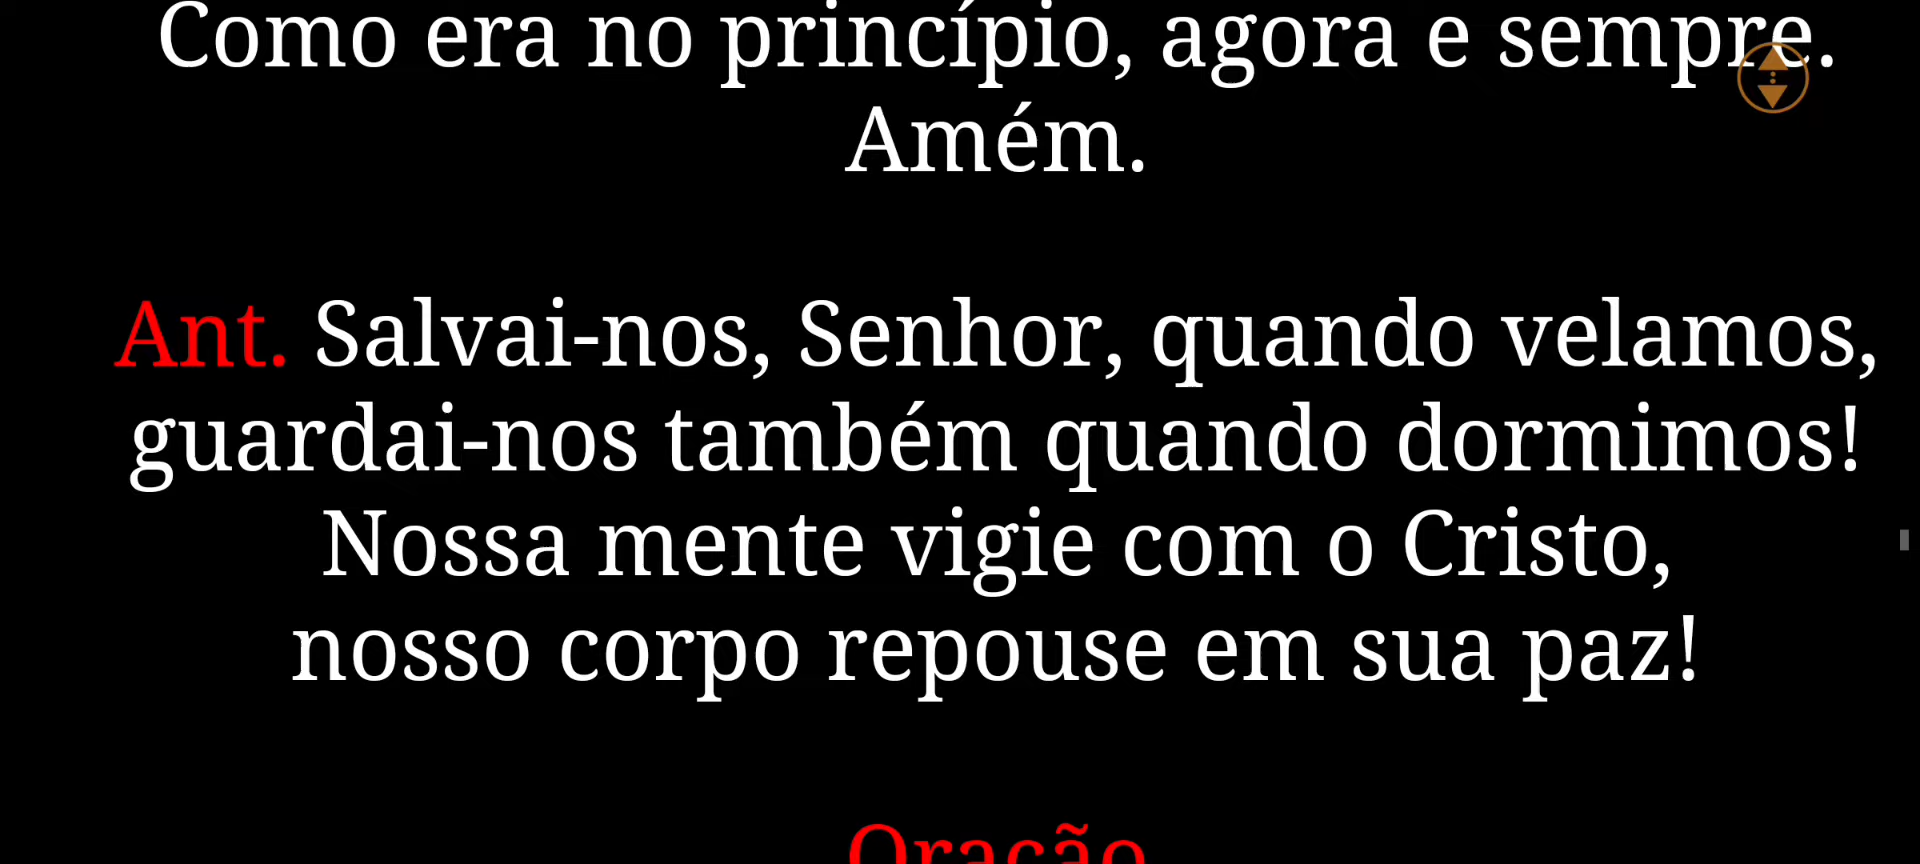 Como era no princípio, agora e sempre.
Amém.
Ant. Salvai-nos, Senhor, quando velamos,
guardai-nos também quando dormimos!
Nossa mente vigie com o Cristo,
nosso corpo repouse em sua paz!
Oração